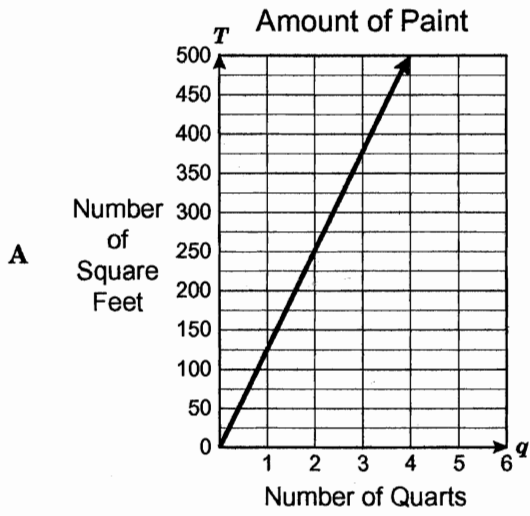 Amount of Paint
T
500
450
400
350
300
250
200
150
100
50
0
A
Number
of
Square
Feet
1 2 3 4 5 6
q
Number of Quarts